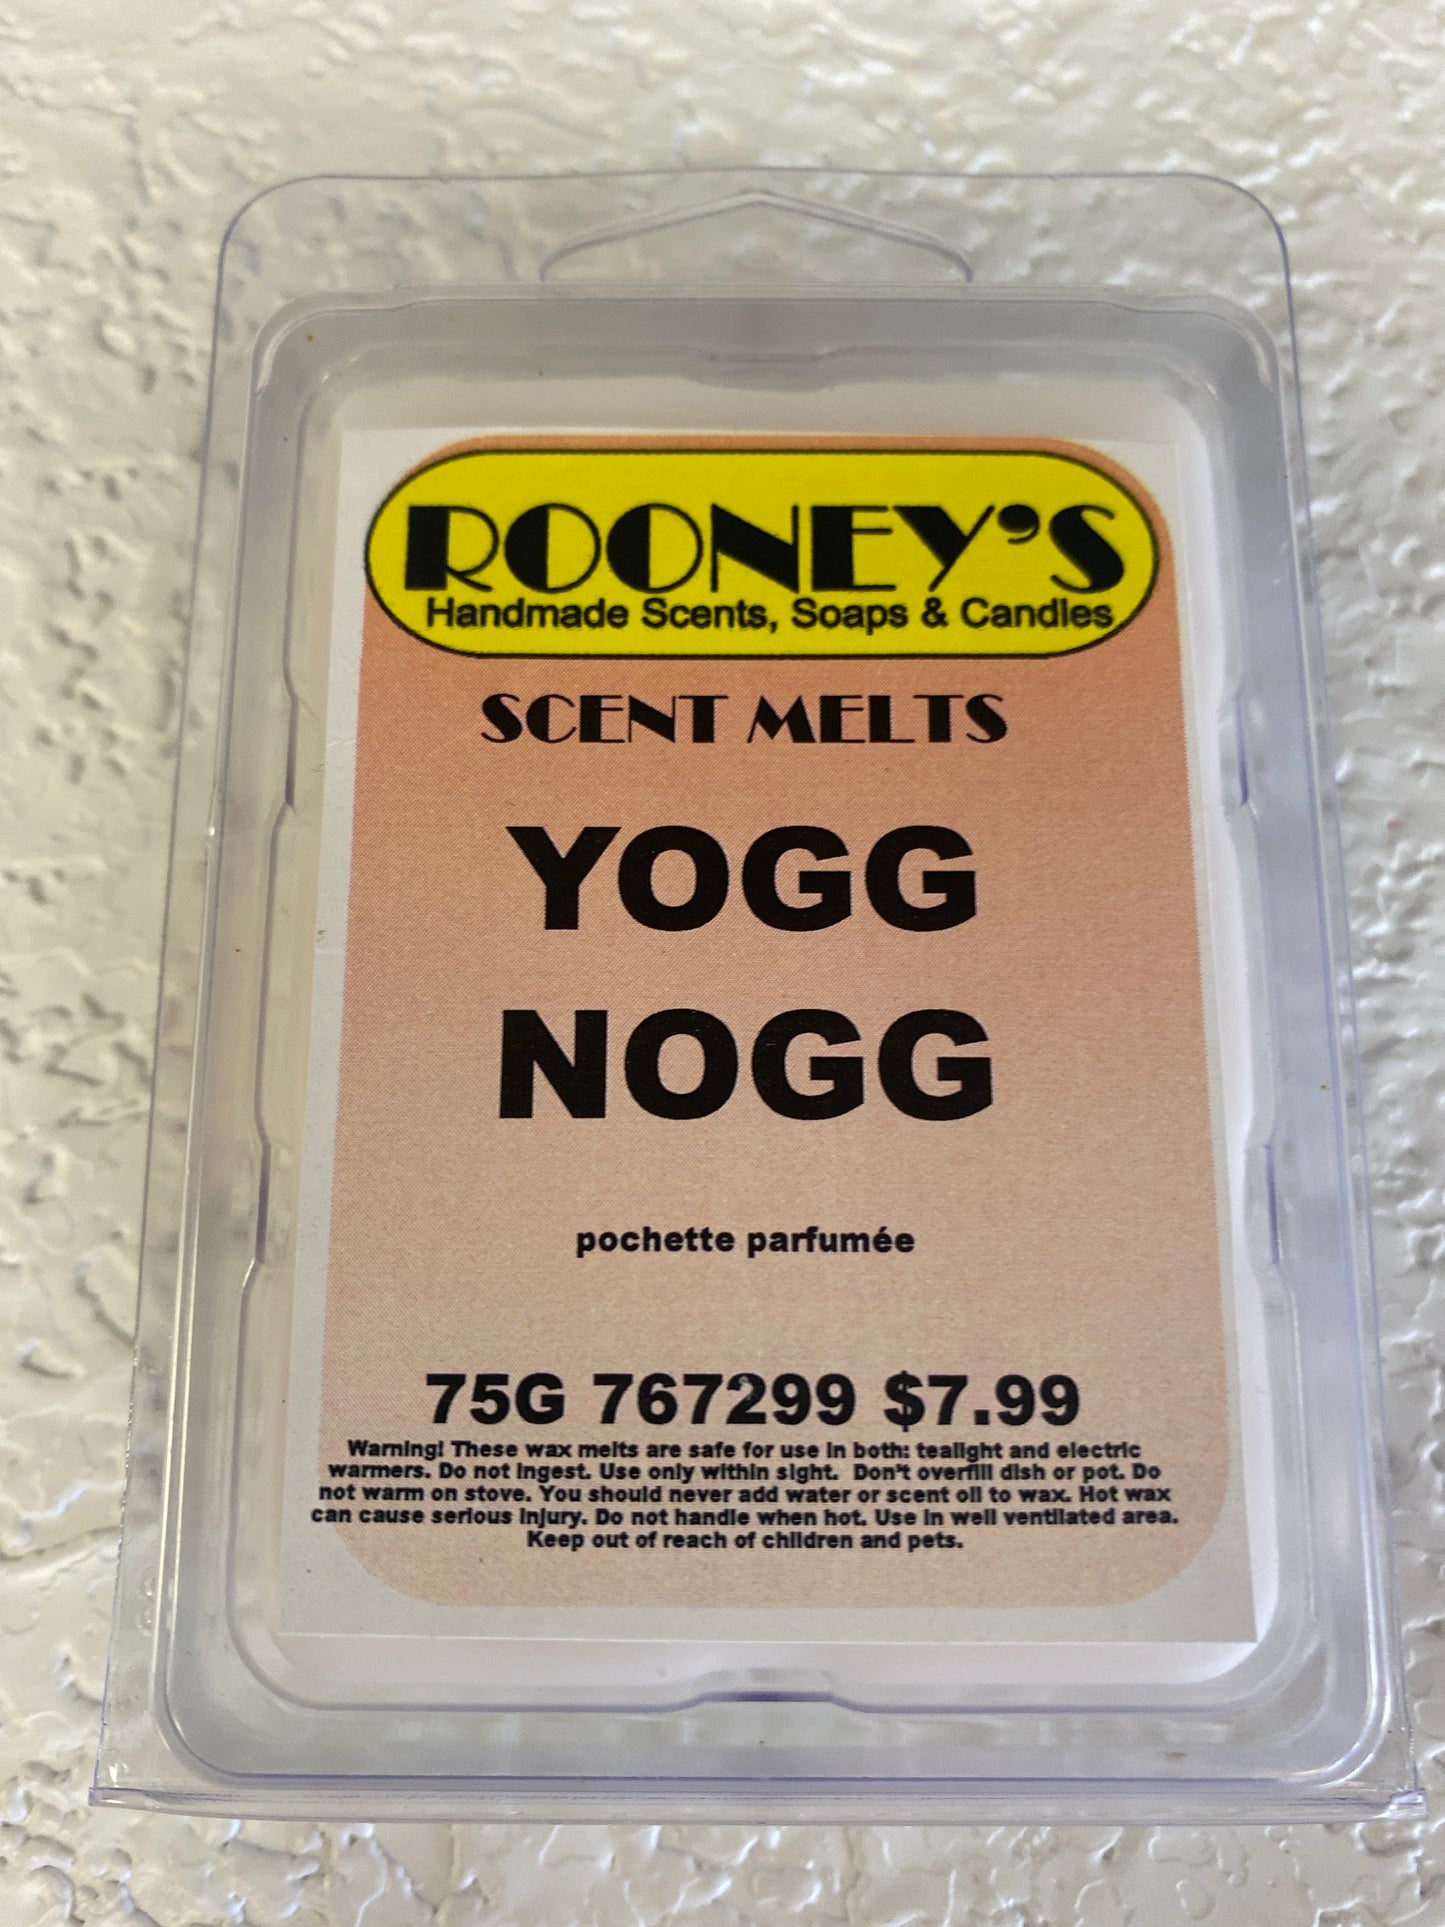 ROONEY'S
Handmade Scents, Soaps & Candles
SCENT MELTS
YOGG
NOGG
pochette parfumée
75G 767299 $7.99
Warning! These wax melts are safe for use in both: tealight and electric
warmers. Do not ingest. Use only within sight. Don't overfill dish or pot. Do
not warm on stove. You should never add water or scent oil to wax. Hot wax
can cause serious injury. Do not handle when hot. Use in well ventilated area.
Keep out of reach of children and pets.